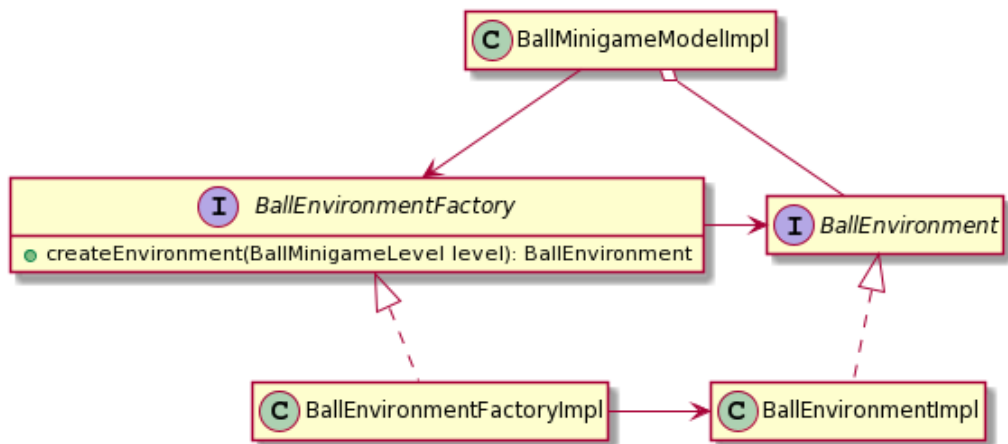 C BallMinigameModelImpl
I BallEnvironmentFactory
createEnvironment(BallMinigameLevel level): BallEnvironment
I BallEnvironment
C BallEnvironmentFactoryImpl
C BallEnvironmentImpl